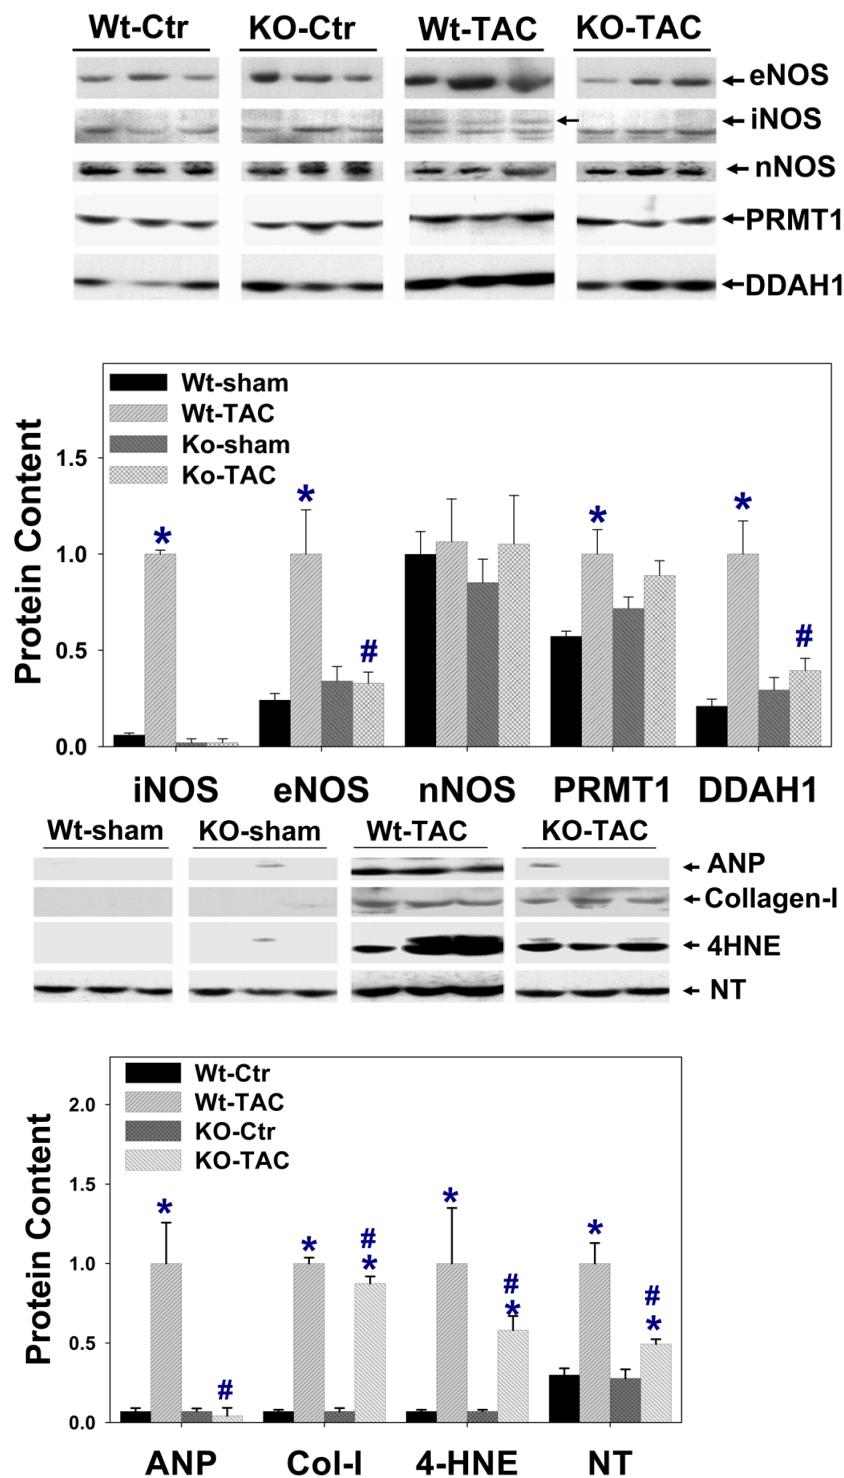 Wt-Ctr KO-Ctr Wt-TAC KO-TAC
eNOS
iNOS
nNOS
PRMT1
DDAH1
Wt-sham
Wt-TAC
Ko-sham
Ko-TAC
Protein Content
1.5
1.0
0.5
0.0
*
*
#
*
*
#
iNOS eNOS nNOS PRMT1 DDAH1
Wt-sham KO-sham Wt-TAC KO-TAC
ANP
Collagen-I
4HNE
NT
Wt-Ctr
Wt-TAC
KO-Ctr
KO-TAC
Protein Content
2.0
1.5
1.0
0.5
0.0
*
#
*
#
*
*
#
*
*
#
*
ANP Col-I 4-HNE NT